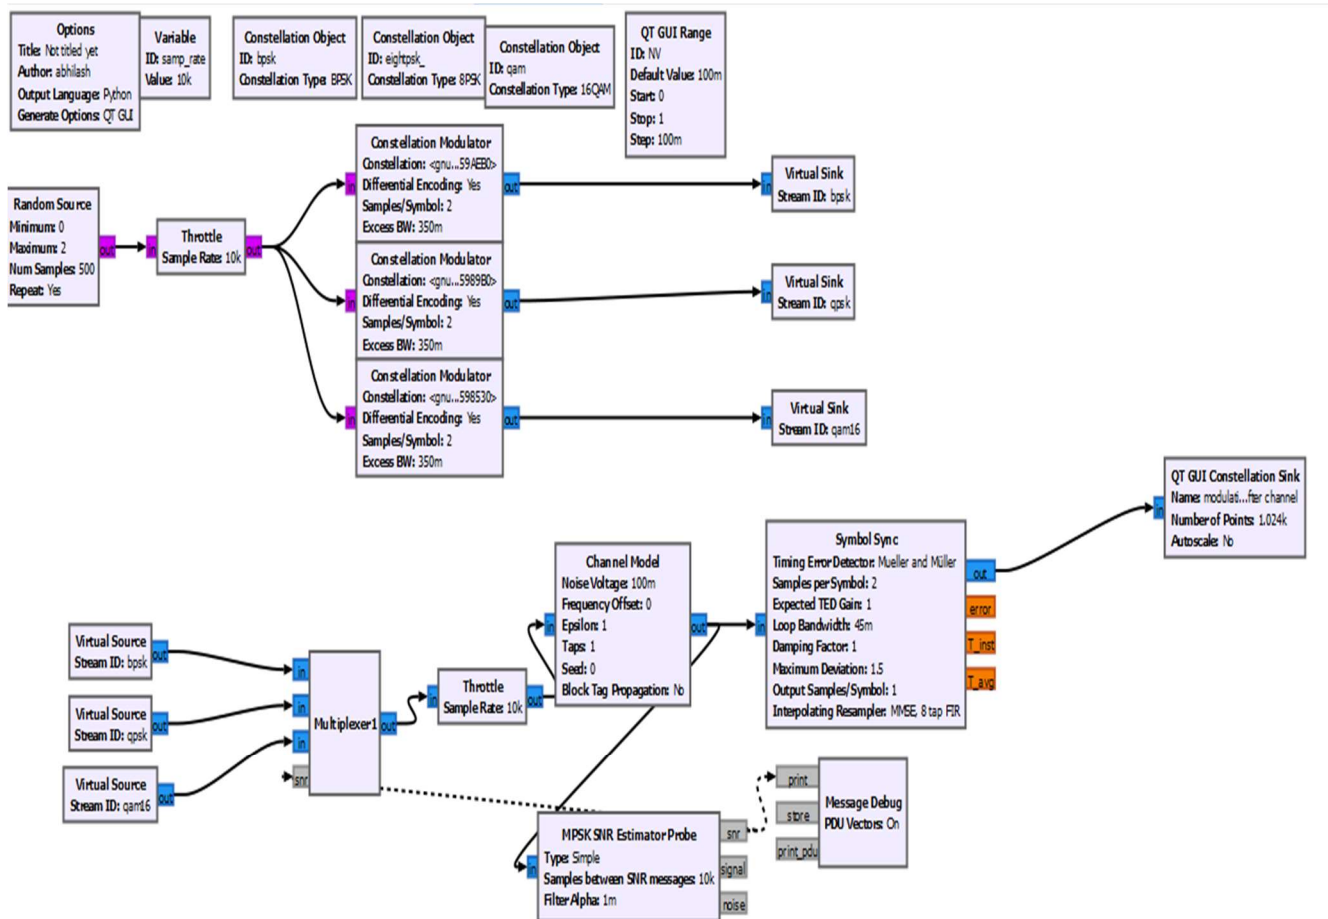 Options
Title: Not titled yet
Author: abhilash
Output Language: Python
Generate Options: QT GUI
Variable
ID: samp_rate
Value: 10k
Constellation Object
ID: bpsk
Constellation Type: BPSK
Constellation Object
ID: eightpsk_
Constellation Type: 8PSK
Constellation Object
ID: qam
Constellation Type: 16QAM
QT GUI Range
ID: NV
Default Value: 100m
Start: 0
Stop: 1
Step: 100m
Random Source
Minimum: 0
Maximum: 2
Num Samples: 500
Repeat: Yes
out
in
Throttle
Sample Rate: 10k
out
in
Constellation Modulator
Constellation: <gnu...59AEB0>
Differential Encoding: Yes
Samples/Symbol: 2
Excess BW: 350m
out
in
Virtual Sink
Stream ID: bpsk
in
Constellation Modulator
Constellation: <gnu...5989B0>
Differential Encoding: Yes
Samples/Symbol: 2
Excess BW: 350m
out
in
Virtual Sink
Stream ID: qpsk
in
Constellation Modulator
Constellation: <gnu...598530>
Differential Encoding: Yes
Samples/Symbol: 2
Excess BW: 350m
out
in
Virtual Sink
Stream ID: qam16
Virtual Source
Stream ID: bpsk
out
Virtual Source
Stream ID: qpsk
out
Virtual Source
Stream ID: qam16
out
in
in
in
snr
Multiplexer1
out
in
Throttle
Sample Rate: 10k
out
in
Channel Model
Noise Voltage: 100m
Frequency Offset: 0
Epsilon: 1
Taps: 1
Seed: 0
Block Tag Propagation: No
out
in
Symbol Sync
Timing Error Detector: Mueller and Müller
Samples per Symbol: 2
Expected TED Gain: 1
Loop Bandwidth: 45m
Damping Factor: 1
Maximum Deviation: 1.5
Output Samples/Symbol: 1
Interpolating Resampler: MMSE, 8 tap FIR
out
error
T_inst
T_avg
in
QT GUI Constellation Sink
Name: modulati...fter channel
Number of Points: 1.024k
Autoscale: No
in
MPSK SNR Estimator Probe
Type: Simple
Samples between SNR messages: 10k
Filter Alpha: 1m
snr
signal
noise
print
store
print_pdu
Message Debug
PDU Vectors: On